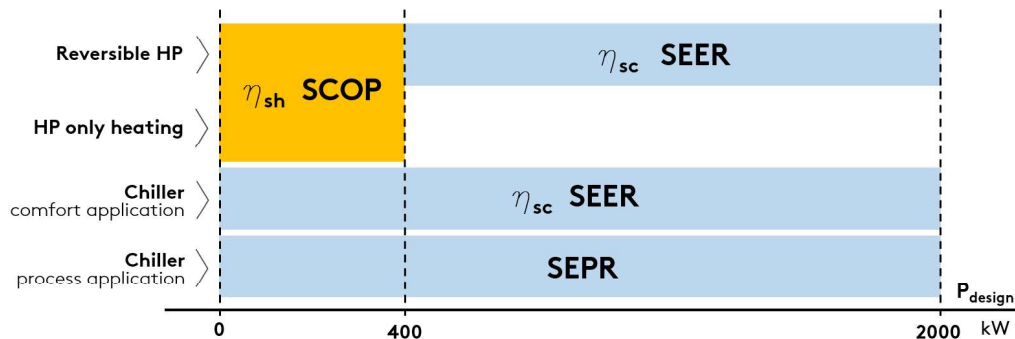 Reversible HP
ηsc SEER
ηsh SCOP
HP only heating
Chiller
comfort application
ηsc SEER
Chiller
process application
SEPR
Pdesign
0
400
2000
kW